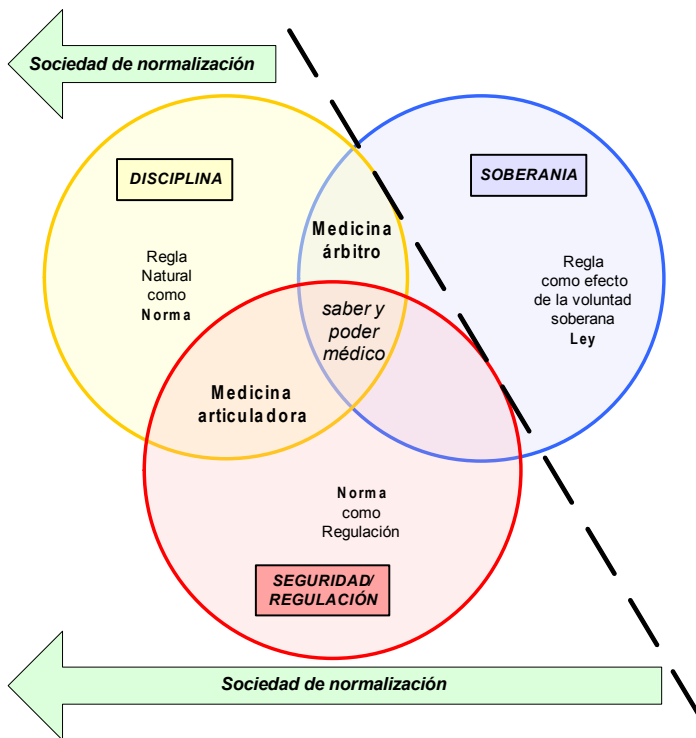 Sociedad de normalización
DISCIPLINA
SOBERANIA
Regla
Natural
como
Norma
Medicina
árbitro
Regla
como efecto
de la voluntad
soberana
Ley
saber y
poder
médico
Medicina
articuladora
Norma
como
Regulación
SEGURIDAD/
REGULACIÓN
Sociedad de normalización